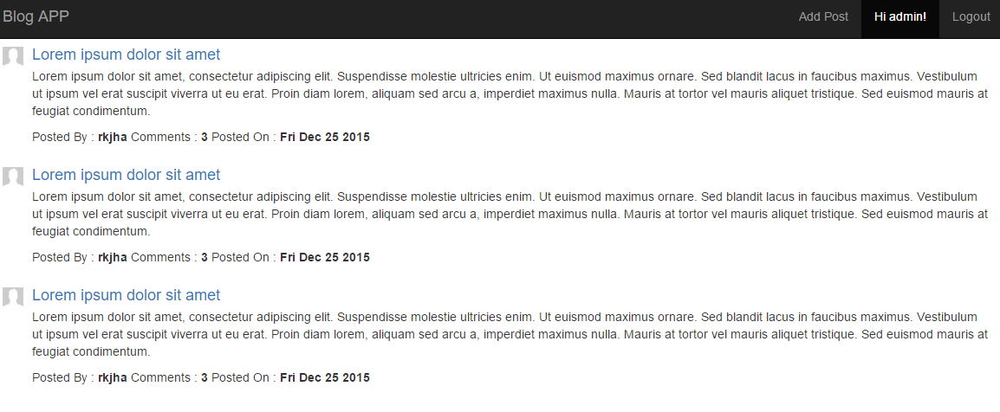 Blog APP Add Post Hi admin! Logout
Lorem ipsum dolor sit amet
Lorem ipsum dolor sit amet, consectetur adipiscing elit. Suspendisse molestie ultricies enim. Ut euismod maximus ornare. Sed blandit lacus in faucibus maximus. Vestibulum
ut ipsum vel erat suscipit viverra ut eu erat. Proin diam lorem, aliquam sed arcu a, imperdiet maximus nulla. Mauris at tortor vel mauris aliquet tristique. Sed euismod mauris at
feugiat condimentum.
Posted By : rkjha Comments : 3 Posted On : Fri Dec 25 2015
Lorem ipsum dolor sit amet
Lorem ipsum dolor sit amet, consectetur adipiscing elit. Suspendisse molestie ultricies enim. Ut euismod maximus ornare. Sed blandit lacus in faucibus maximus. Vestibulum
ut ipsum vel erat suscipit viverra ut eu erat. Proin diam lorem, aliquam sed arcu a, imperdiet maximus nulla. Mauris at tortor vel mauris aliquet tristique. Sed euismod mauris at
feugiat condimentum.
Posted By : rkjha Comments : 3 Posted On : Fri Dec 25 2015
Lorem ipsum dolor sit amet
Lorem ipsum dolor sit amet, consectetur adipiscing elit. Suspendisse molestie ultricies enim. Ut euismod maximus ornare. Sed blandit lacus in faucibus maximus. Vestibulum
ut ipsum vel erat suscipit viverra ut eu erat. Proin diam lorem, aliquam sed arcu a, imperdiet maximus nulla. Mauris at tortor vel mauris aliquet tristique. Sed euismod mauris at
feugiat condimentum.
Posted By : rkjha Comments : 3 Posted On : Fri Dec 25 2015